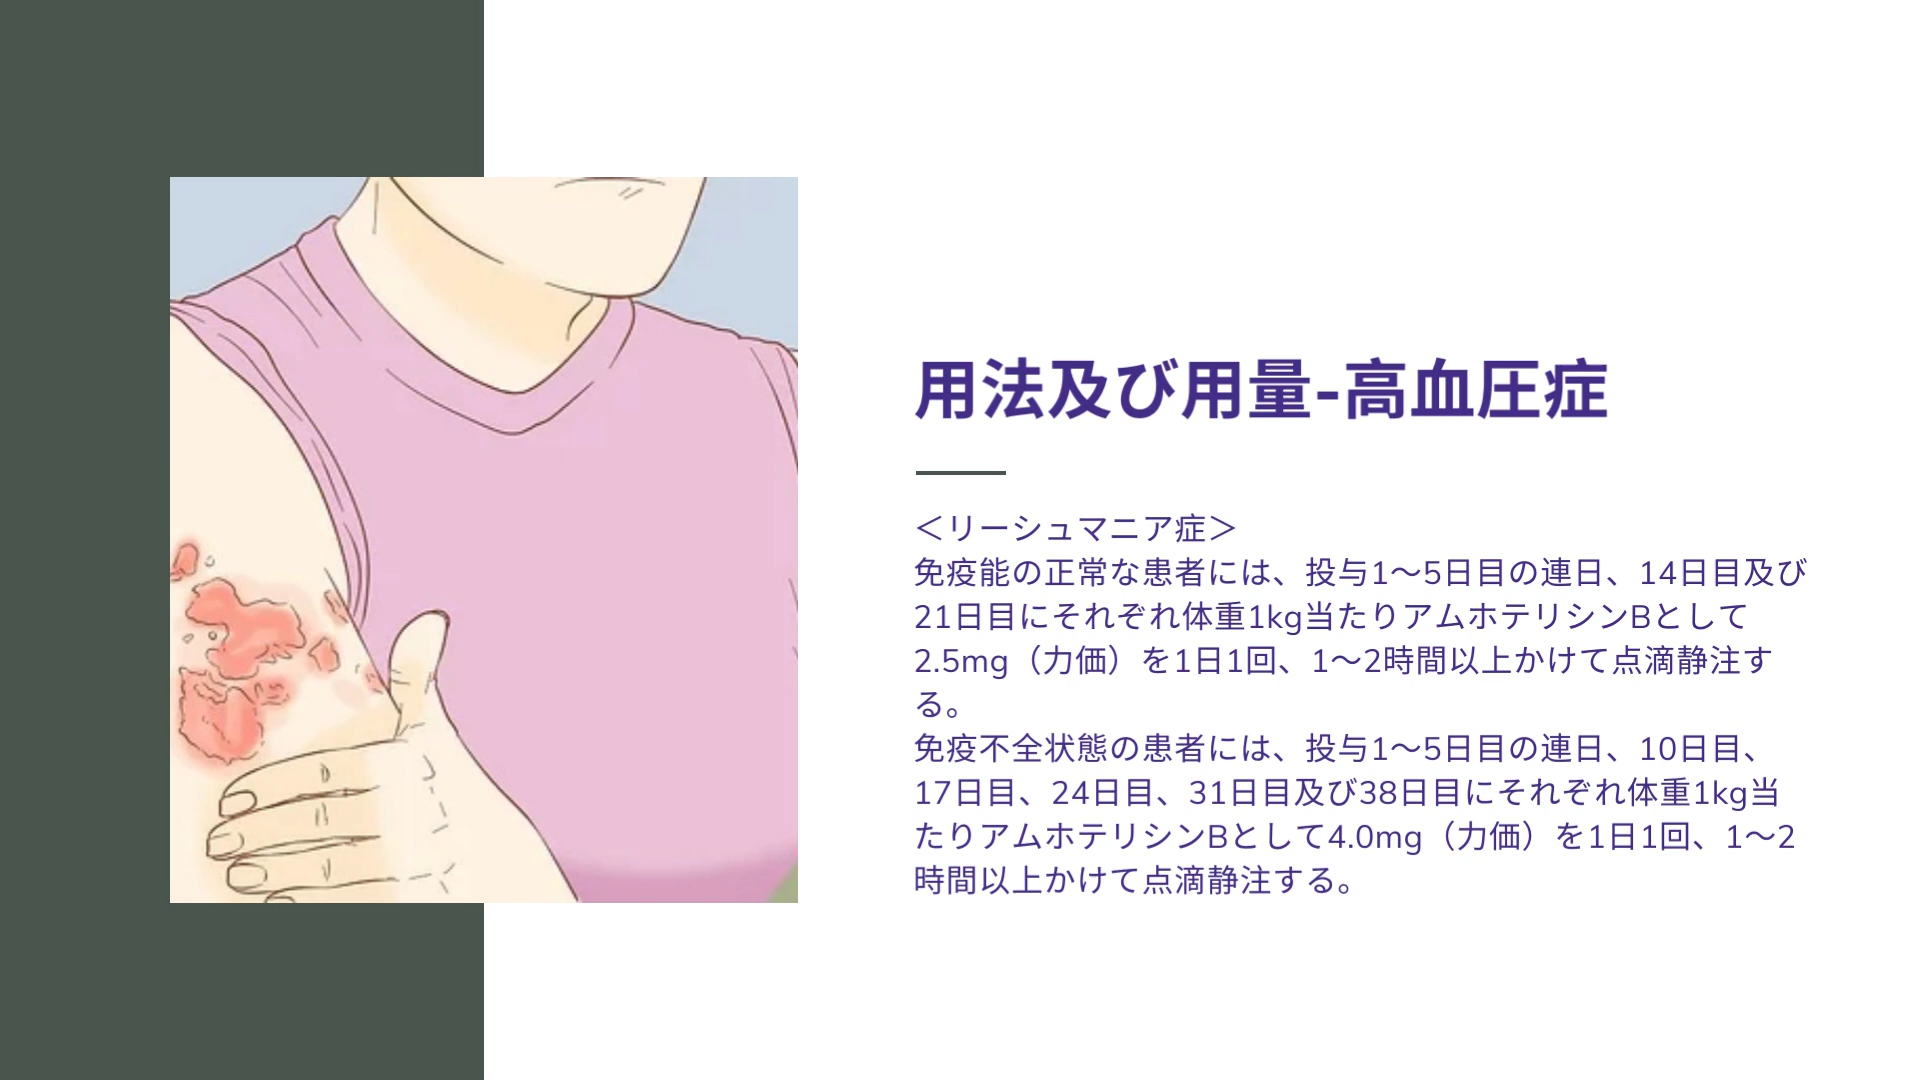 用法及び用量-高血圧症
＜リーシュマニア症＞
免疫能の正常な患者には、投与1～5日目の連日、14日目及び
21日目にそれぞれ体重1kg当たりアムホテリシンBとして
2.5mg（力価）を1日1回、1～2時間以上かけて点滴静注す
る。
免疫不全状態の患者には、投与1～5日目の連日、10日目、
17日目、24日目、31日目及び38日目にそれぞれ体重1kg当
たりアムホテリシンBとして4.0mg（力価）を1日1回、1～2
時間以上かけて点滴静注する。